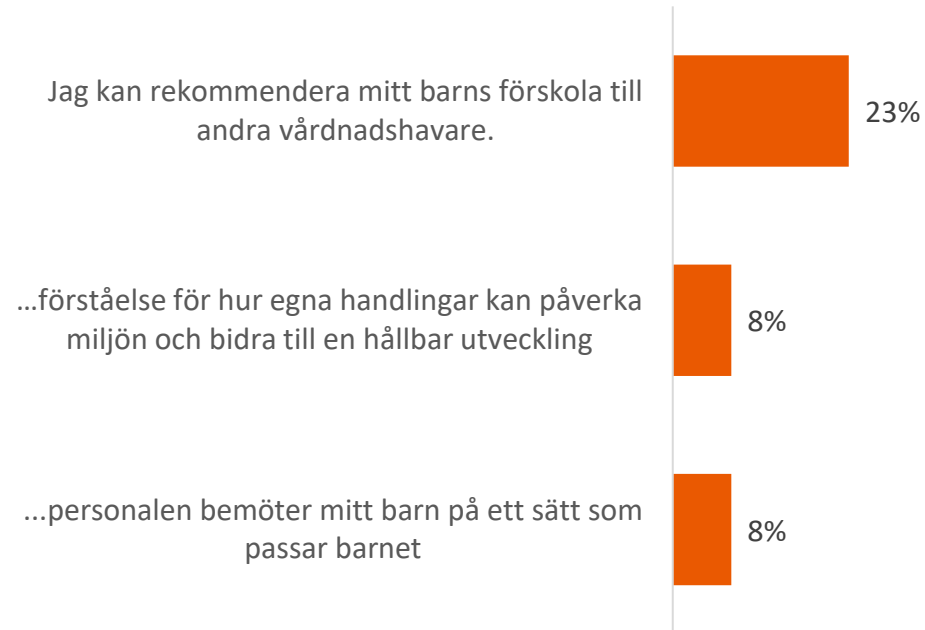 Jag kan rekommendera mitt barns förskola till
andra vårdnadshavare.
23%
...förståelse för hur egna handlingar kan påverka
miljön och bidra till en hållbar utveckling
8%
...personalen bemöter mitt barn på ett sätt som
passar barnet
8%